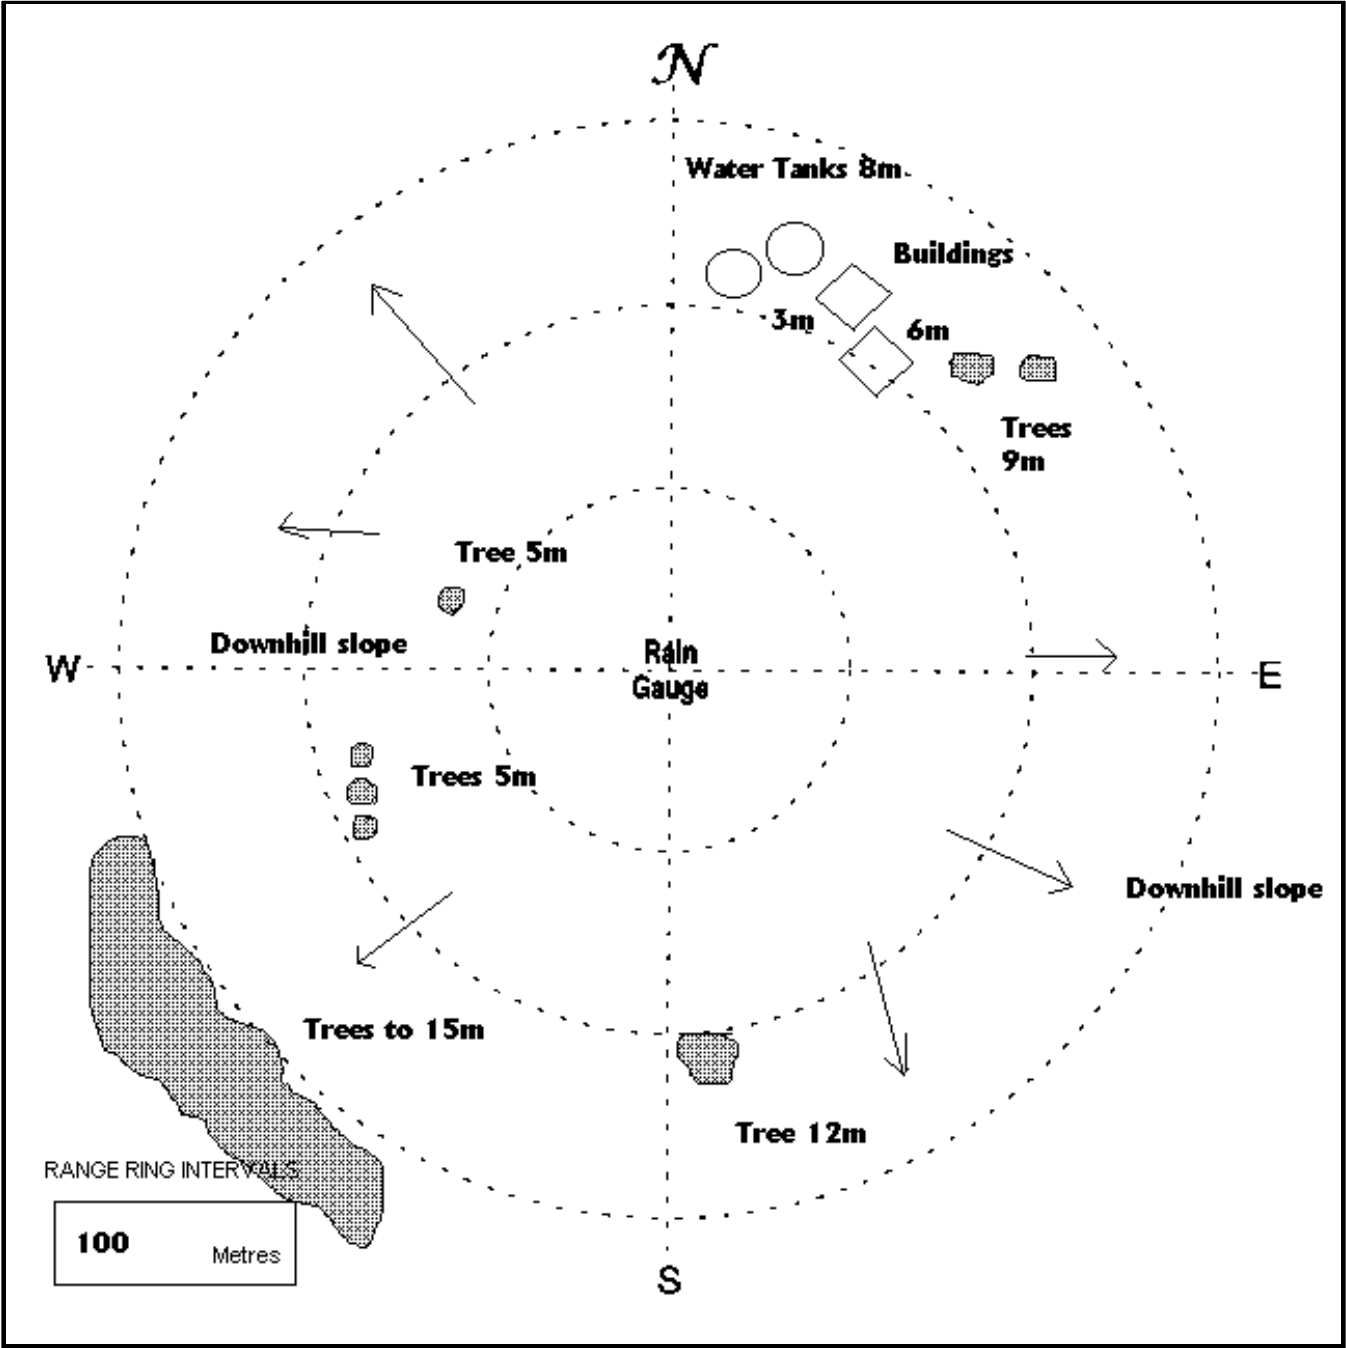 N
Water Tanks 8m
Buildings
3m
6m
Trees
9m
Tree 5m
Downhill slope
Rain
Gauge
W
E
Trees 5m
Downhill slope
Trees to 15m
Tree 12m
RANGE RING INTERVALS
100 Metres
S